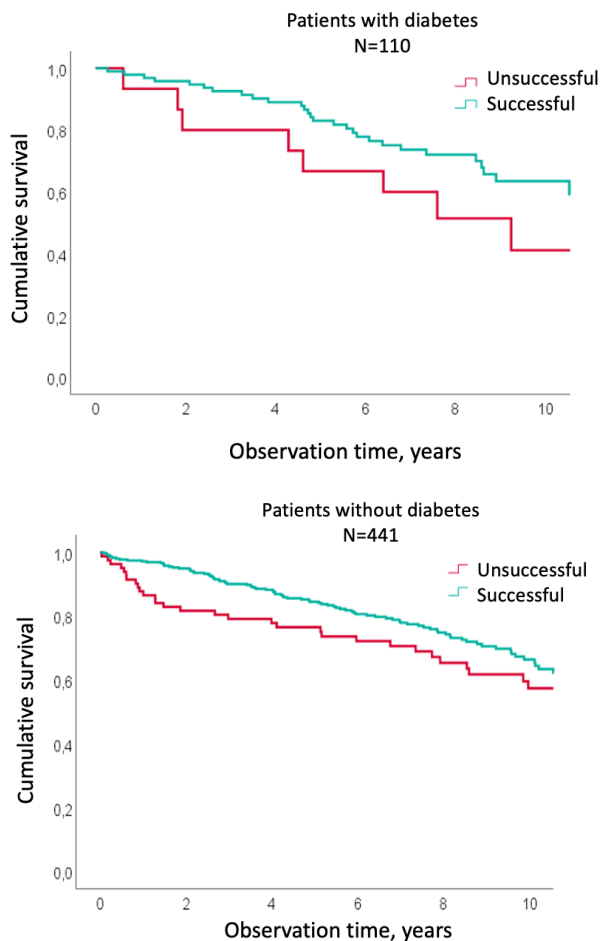 Patients with diabetes
N=110
Unsuccessful
Successful
Cumulative survival
1,0
0,8
0,6
0,4
0,2
0,0
0 2 4 6 8 10
Observation time, years
Patients without diabetes
N=441
Unsuccessful
Successful
Cumulative survival
1,0
0,8
0,6
0,4
0,2
0,0
0 2 4 6 8 10
Observation time, years